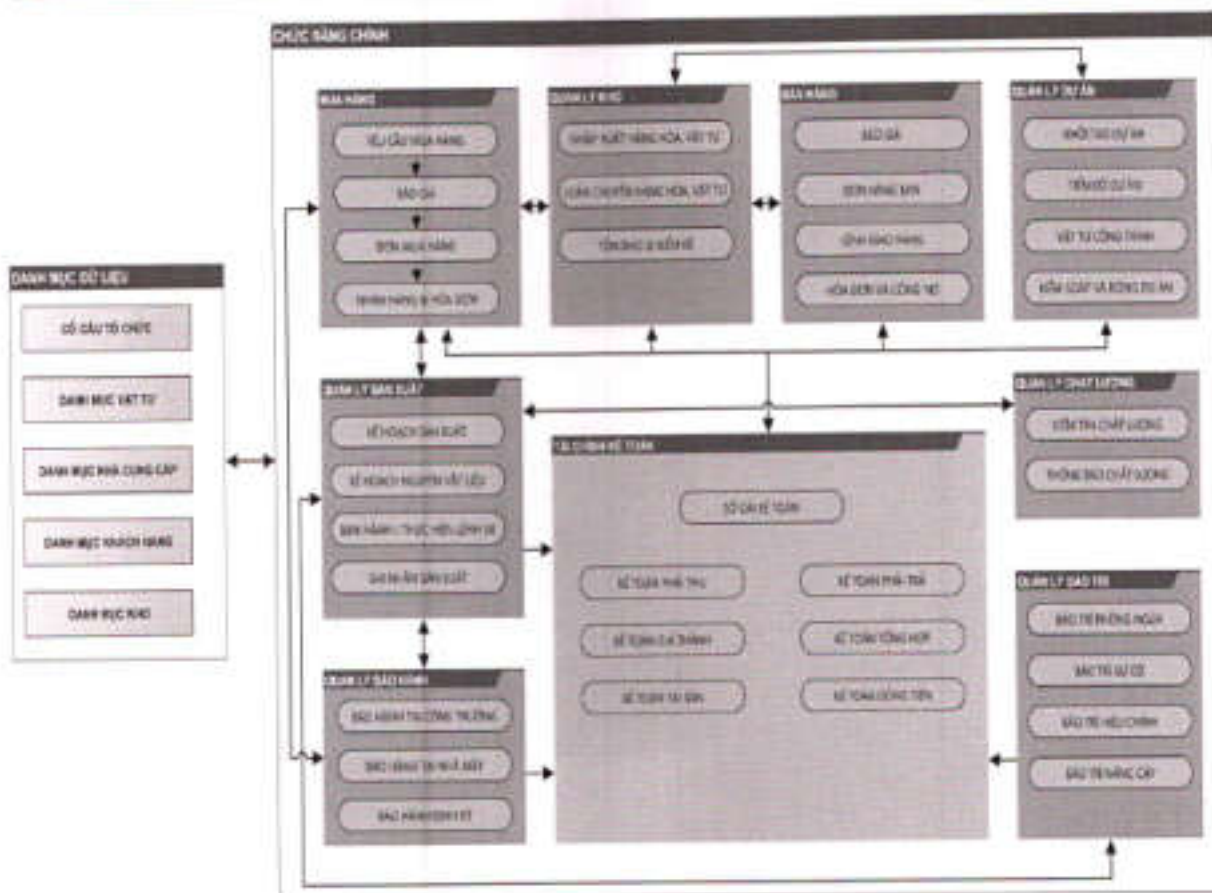 CHỨC NĂNG CHÍNH
MUA HÀNG
YÊU CẦU MUA HÀNG
BÁO GIÁ
ĐƠN MUA HÀNG
NHẬN HÀNG & HÓA ĐƠN
QUẢN LÝ KHO
NHẬP XUẤT HÀNG HÓA, VẬT TƯ
LUÂN CHUYỂN HÀNG HÓA, VẬT TƯ
TỒN KHO & KIỂM KÊ
BÁN HÀNG
BÁO GIÁ
ĐƠN HÀNG BÁN
LỆNH GIAO HÀNG
HÓA ĐƠN VÀ CÔNG NỢ
QUẢN LÝ DỰ ÁN
KHỞI TẠO DỰ ÁN
TIẾN ĐỘ DỰ ÁN
VẬT TƯ CÔNG TRÌNH
KIỂM SOÁT VÀ ĐÓNG DỰ ÁN
DANH MỤC DỮ LIỆU
CƠ CẤU TỔ CHỨC
DANH MỤC VẬT TƯ
DANH MỤC NHÀ CUNG CẤP
DANH MỤC KHÁCH HÀNG
DANH MỤC KHO
QUẢN LÝ SẢN XUẤT
KẾ HOẠCH SẢN XUẤT
KẾ HOẠCH NGUYÊN VẬT LIỆU
THỰC HIỆN LỆNH SX
GHI NHẬN SẢN XUẤT
QUẢN LÝ CHẤT LƯỢNG
KIỂM TRA CHẤT LƯỢNG
THÔNG BÁO CHẤT LƯỢNG
TÀI CHÍNH KẾ TOÁN
SỔ CÁI KẾ TOÁN
KẾ TOÁN PHẢI THU
KẾ TOÁN PHẢI TRẢ
KẾ TOÁN GIÁ THÀNH
KẾ TOÁN TỔNG HỢP
KẾ TOÁN TÀI SẢN
KẾ TOÁN DÒNG TIỀN
QUẢN LÝ BẢO HÀNH
BẢO HÀNH TẠI CÔNG TRƯỜNG
BẢO HÀNH TẠI NHÀ MÁY
BẢO HÀNH
QUẢN LÝ BẢO TRÌ
BẢO TRÌ PHÒNG NGỪA
BẢO TRÌ SỰ CỐ
BẢO TRÌ HIỆU CHỈNH
BẢO TRÌ NÂNG CẤP